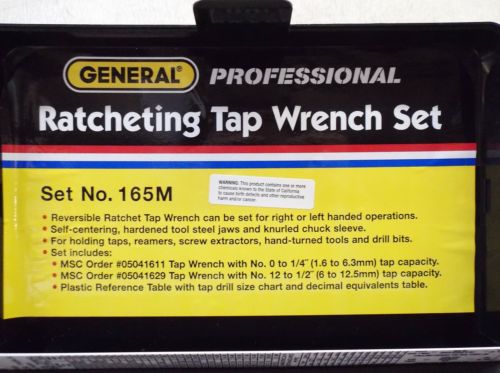 GENERAL® PROFESSIONAL
Ratcheting Tap Wrench Set
Set No. 165M
WARNING: This product contains one or more
chemicals known to the State of California
to cause birth defects and other reproductive
harm and/or cancer.
• Reversible Ratchet Tap Wrench can be set for right or left handed operations.
• Self-centering, hardened tool steel jaws and knurled chuck sleeve.
• For holding taps, reamers, screw extractors, hand-turned tools and drill bits.
• Set includes:
• MSC Order #05041611 Tap Wrench with No. 0 to 1/4˝ (1.6 to 6.3mm) tap capacity.
• MSC Order #05041629 Tap Wrench with No. 12 to 1/2˝ (6 to 12.5mm) tap capacity.
• Plastic Reference Table with tap drill size chart and decimal equivalents table.